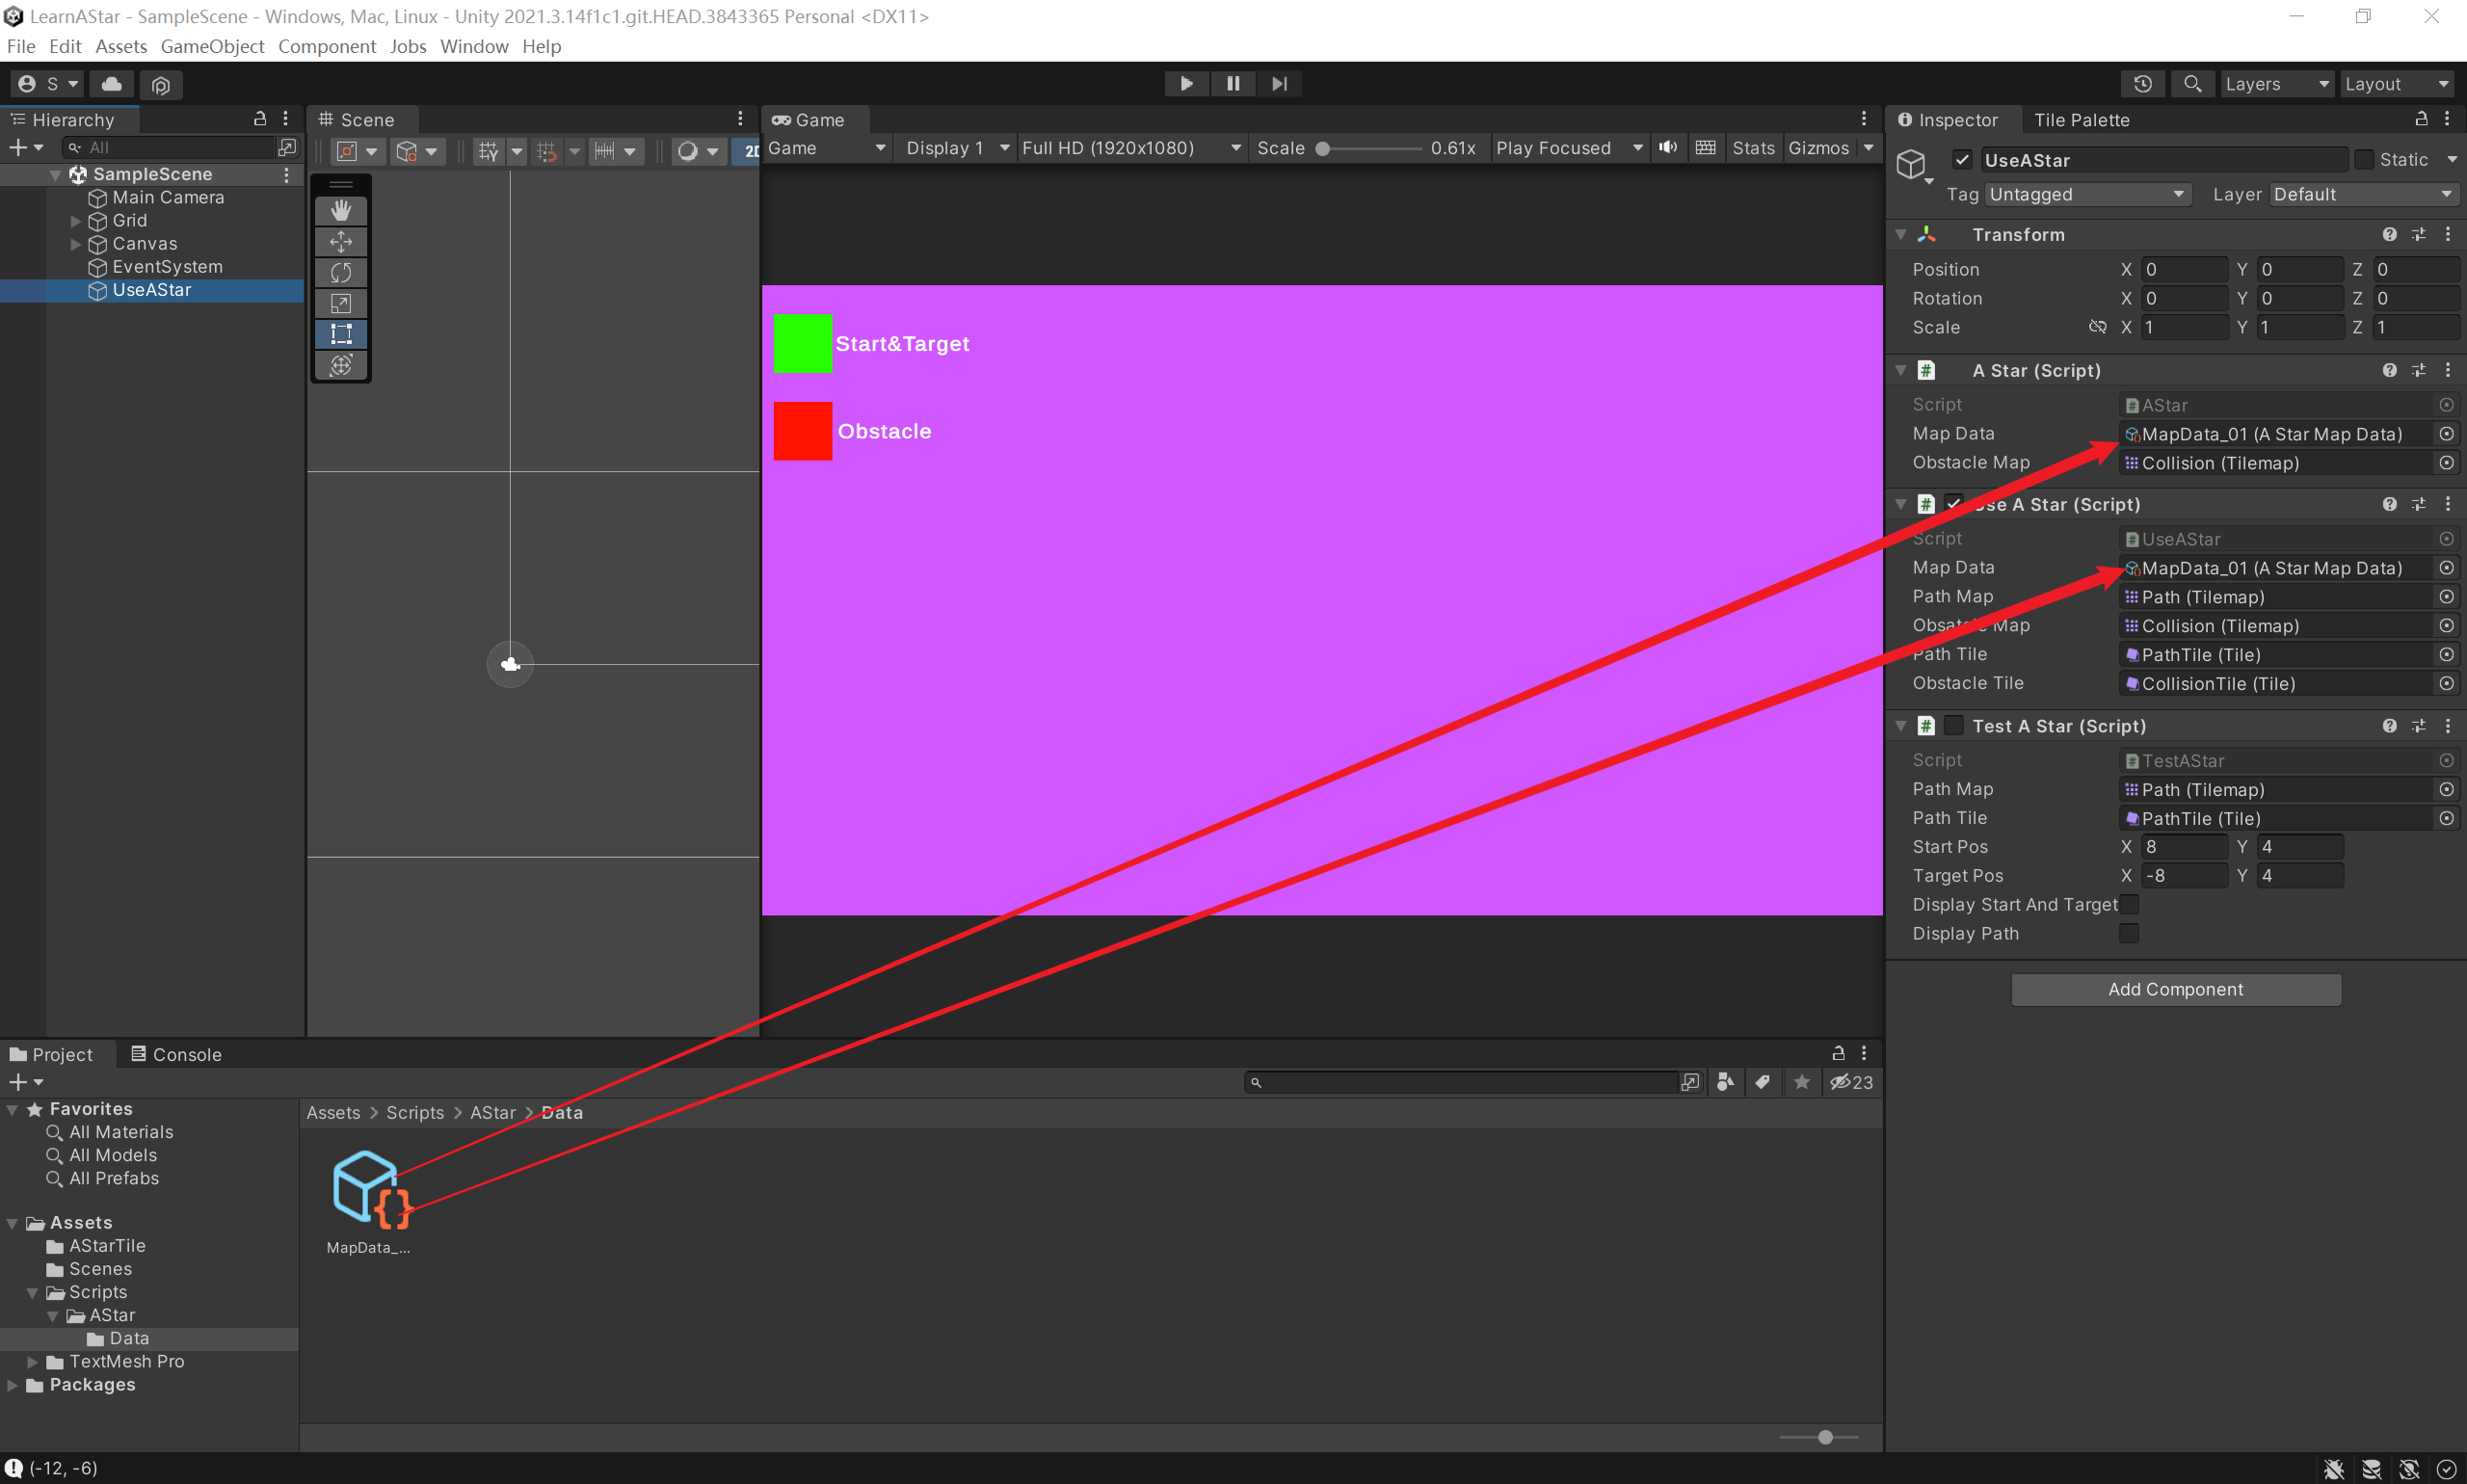 LearnAStar - SampleScene - Windows, Mac, Linux - Unity 2021.3.14f1c1.git.HEAD.3843365 Personal <DX11>
File Edit Assets GameObject Component Jobs Window Help
S
Layers Layout
Hierarchy
All
SampleScene
Main Camera
Grid
Canvas
EventSystem
UseAStar
Scene
2D
Game
Game Display 1 Full HD (1920x1080) Scale 0.61x Play Focused Stats Gizmos
Start&Target
Obstacle
Inspector Tile Palette
UseAStar Static
Tag Untagged Layer Default
Transform
Position X 0 Y 0 Z 0
Rotation X 0 Y 0 Z 0
Scale X 1 Y 1 Z 1
# A Star (Script)
Script # AStar
Map Data MapData_01 (A Star Map Data)
Obstacle Map Collision (Tilemap)
# Use A Star (Script)
Script # UseAStar
Map Data MapData_01 (A Star Map Data)
Path Map Path (Tilemap)
Map Collision (Tilemap)
Path Tile PathTile (Tile)
Obstacle Tile CollisionTile (Tile)
# Test A Star (Script)
Script # TestAStar
Path Map Path (Tilemap)
Path Tile PathTile (Tile)
Start Pos X 8 Y 4
Target Pos X -8 Y 4
Display Start And Target
Display Path
Add Component
Project Console
23
Favorites
All Materials
All Models
All Prefabs
Assets
AStarTile
Scenes
Scripts
AStar
Data
TextMesh Pro
Packages
Assets > Scripts > AStar > Data
MapData_...
(-12, -6)